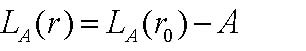 L_A(r) = L_A(r_0) − A